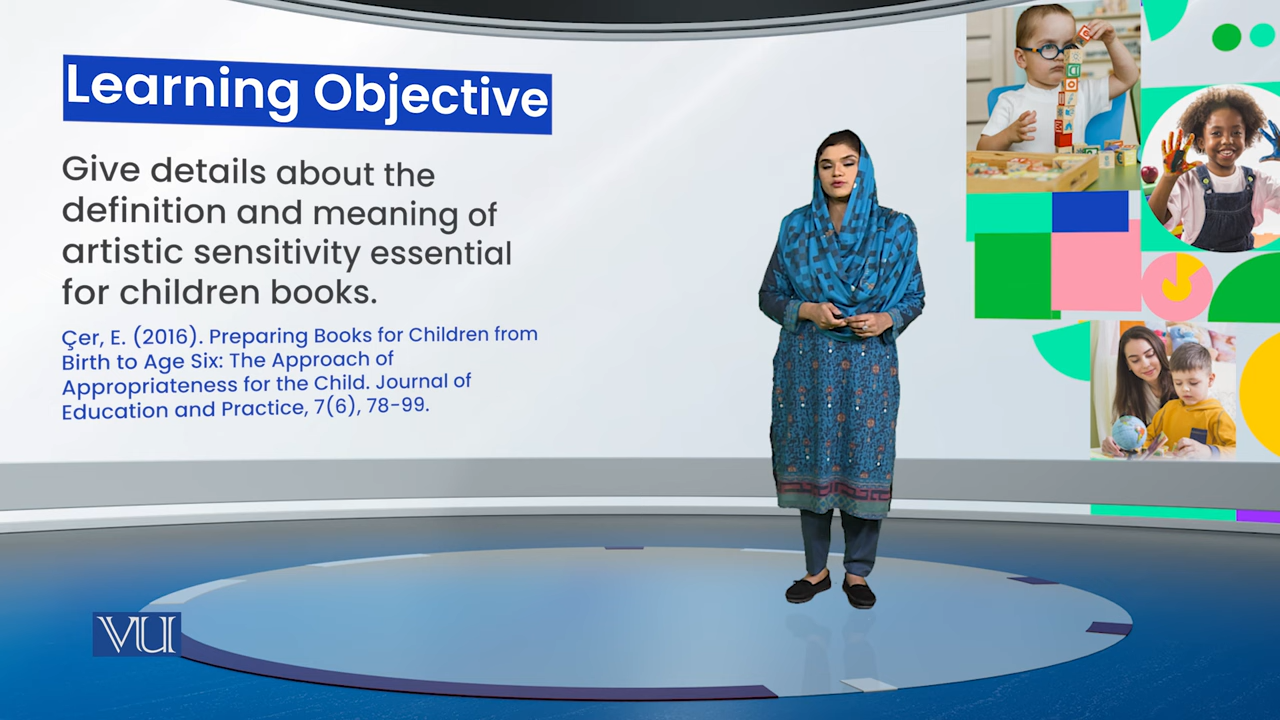 Learning Objective
Give details about the
definition and meaning of
artistic sensitivity essential
for children books.
Çer, E. (2016). Preparing Books for Children from
Birth to Age Six: The Approach of
Appropriateness for the Child. Journal of
Education and Practice, 7(6), 78-99.
VU